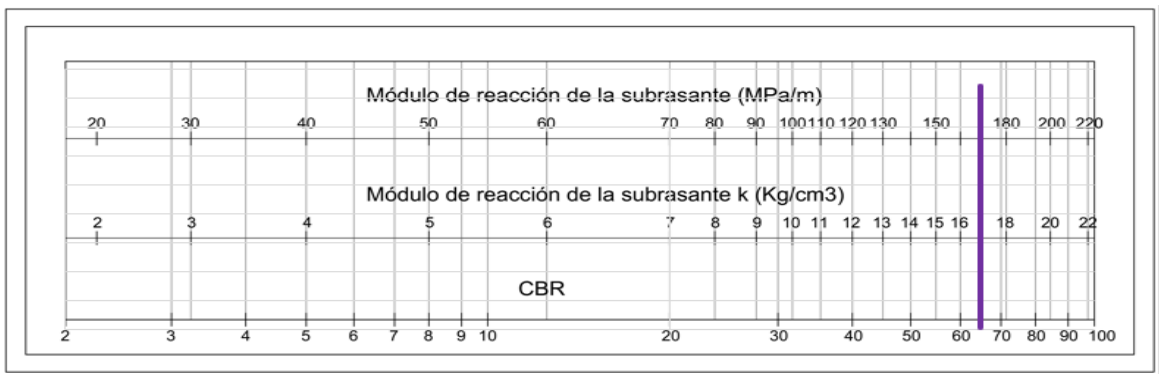 Módulo de reacción de la subrasante (MPa/m)
20 30 40 50 60 70 80 90 100 110 120 130 150 180 200 220
Módulo de reacción de la subrasante k (Kg/cm3)
2 3 4 5 6 7 8 9 10 11 12 13 14 15 16 18 20 22
CBR
2 3 4 5 6 7 8 9 10 20 30 40 50 60 70 80 90 100